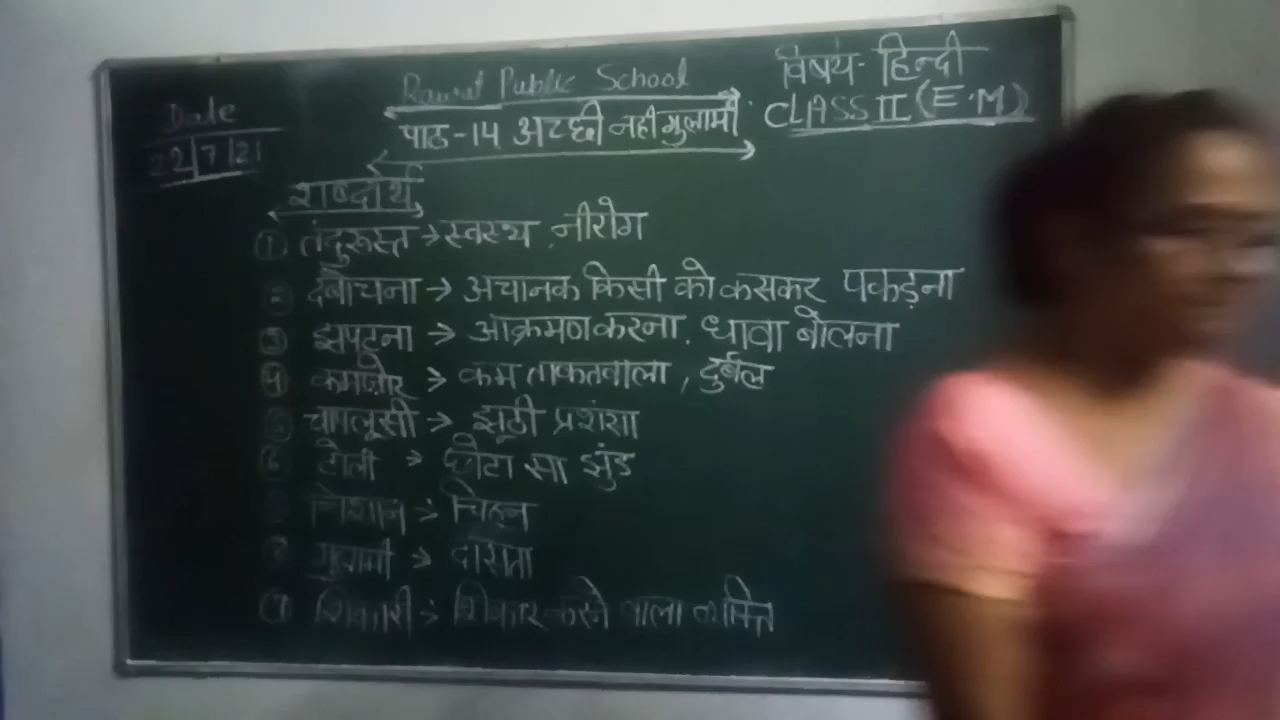 Rawat Public School
विषय- हिन्दी
CLASS II (E.M)
Date
22/7/21
पाठ-14 अच्छी नही गुलामी
शब्दार्थ
① तंदुरूस्त → स्वस्थ, नीरोग
② दबोचना → अचानक किसी को कसकर पकड़ना
③ झपटना → आक्रमण करना, धावा बोलना
④ कमज़ोर → कम ताकतवाला, दुर्बल
⑤ चापलूसी → झूठी प्रशंसा
⑥ टोली → छोटा सा झुंड
निशान → चिह्न
⑧ गुलामी → दासता
⑨ शिकारी → शिकार करने वाला व्यक्ति